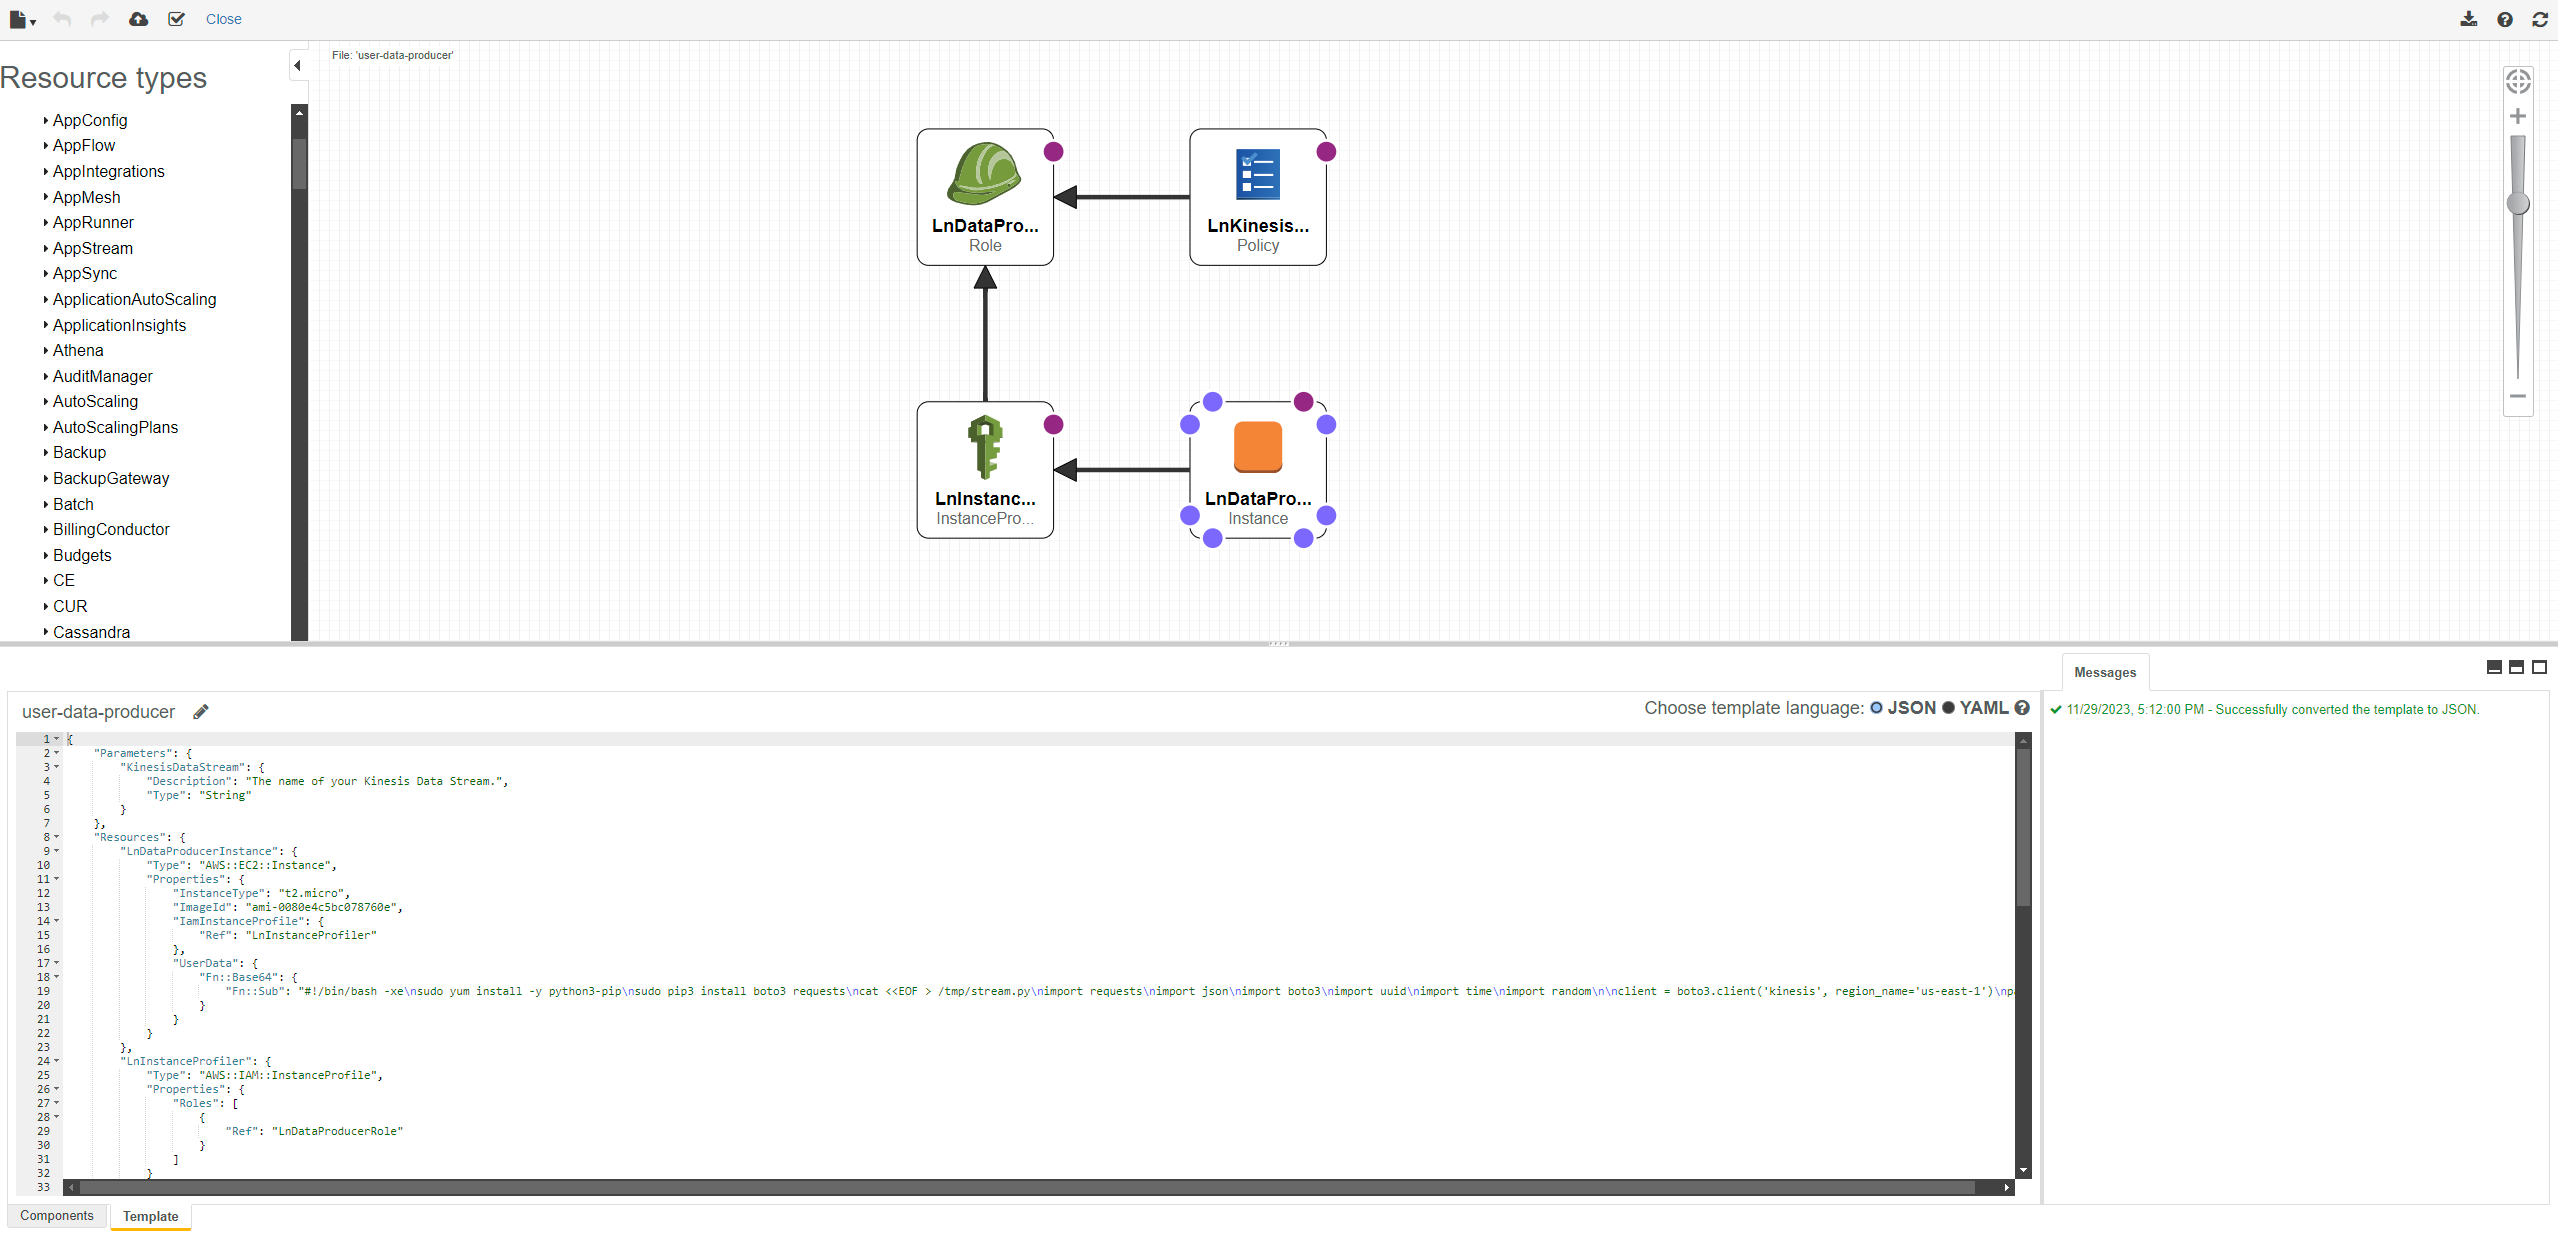 Close
Resource types
AppConfig
AppFlow
AppIntegrations
AppMesh
AppRunner
AppStream
AppSync
ApplicationAutoScaling
ApplicationInsights
Athena
AuditManager
AutoScaling
AutoScalingPlans
Backup
BackupGateway
Batch
BillingConductor
Budgets
CE
CUR
Cassandra
File: 'user-data-producer'
LnDataPro...
Role
LnKinesis...
Policy
LnInstanc...
InstancePro...
LnDataPro...
Instance
user-data-producer
Choose template language: JSON YAML
1 {
2 "Parameters": {
3 "KinesisDataStream": {
4 "Description": "The name of your Kinesis Data Stream.",
5 "Type": "String"
6 }
7 },
8 "Resources": {
9 "LnDataProducerInstance": {
10 "Type": "AWS::EC2::Instance",
11 "Properties": {
12 "InstanceType": "t2.micro",
13 "ImageId": "ami-0080e4c5bc078760e",
14 "IamInstanceProfile": {
15 "Ref": "LnInstanceProfiler"
16 },
17 "UserData": {
18 "Fn::Base64": {
19 "Fn::Sub": "#!/bin/bash -xe\nsudo yum install -y python3-pip\nsudo pip3 install boto3 requests\ncat <<EOF > /tmp/stream.py\nimport requests\nimport json\nimport boto3\nimport uuid\nimport time\nimport random\n\nclient = boto3.client('kinesis', region_name='us-east-1')\n
20 }
21 }
22 }
23 },
24 "LnInstanceProfiler": {
25 "Type": "AWS::IAM::InstanceProfile",
26 "Properties": {
27 "Roles": [
28 {
29 "Ref": "LnDataProducerRole"
30 }
31 ]
32 }
33
Components
Template
Messages
11/29/2023, 5:12:00 PM - Successfully converted the template to JSON.